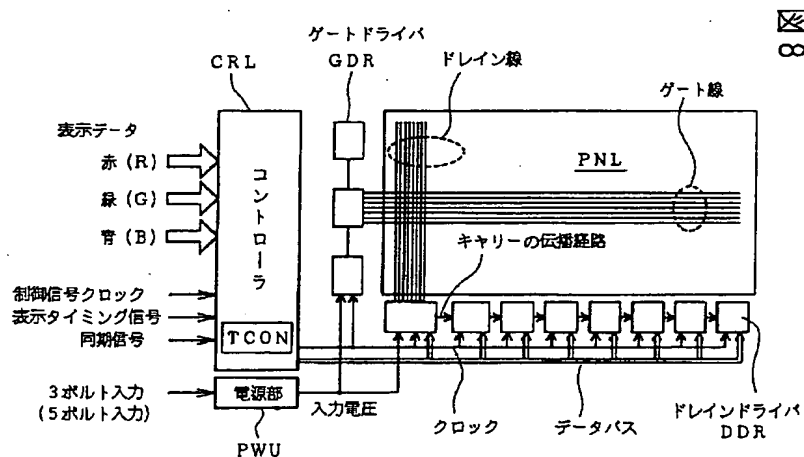 図8
ゲートドライバ
GDR
CRL
ドレイン線
ゲート線
表示データ
赤(R)
緑(G)
青(B)
コントローラ
PNL
キャリーの伝播経路
制御信号クロック
表示タイミング信号
同期信号
TCON
3ボルト入力
(5ボルト入力)
電源部
入力電圧
クロック
データバス
ドレインドライバ
DDR
PWU